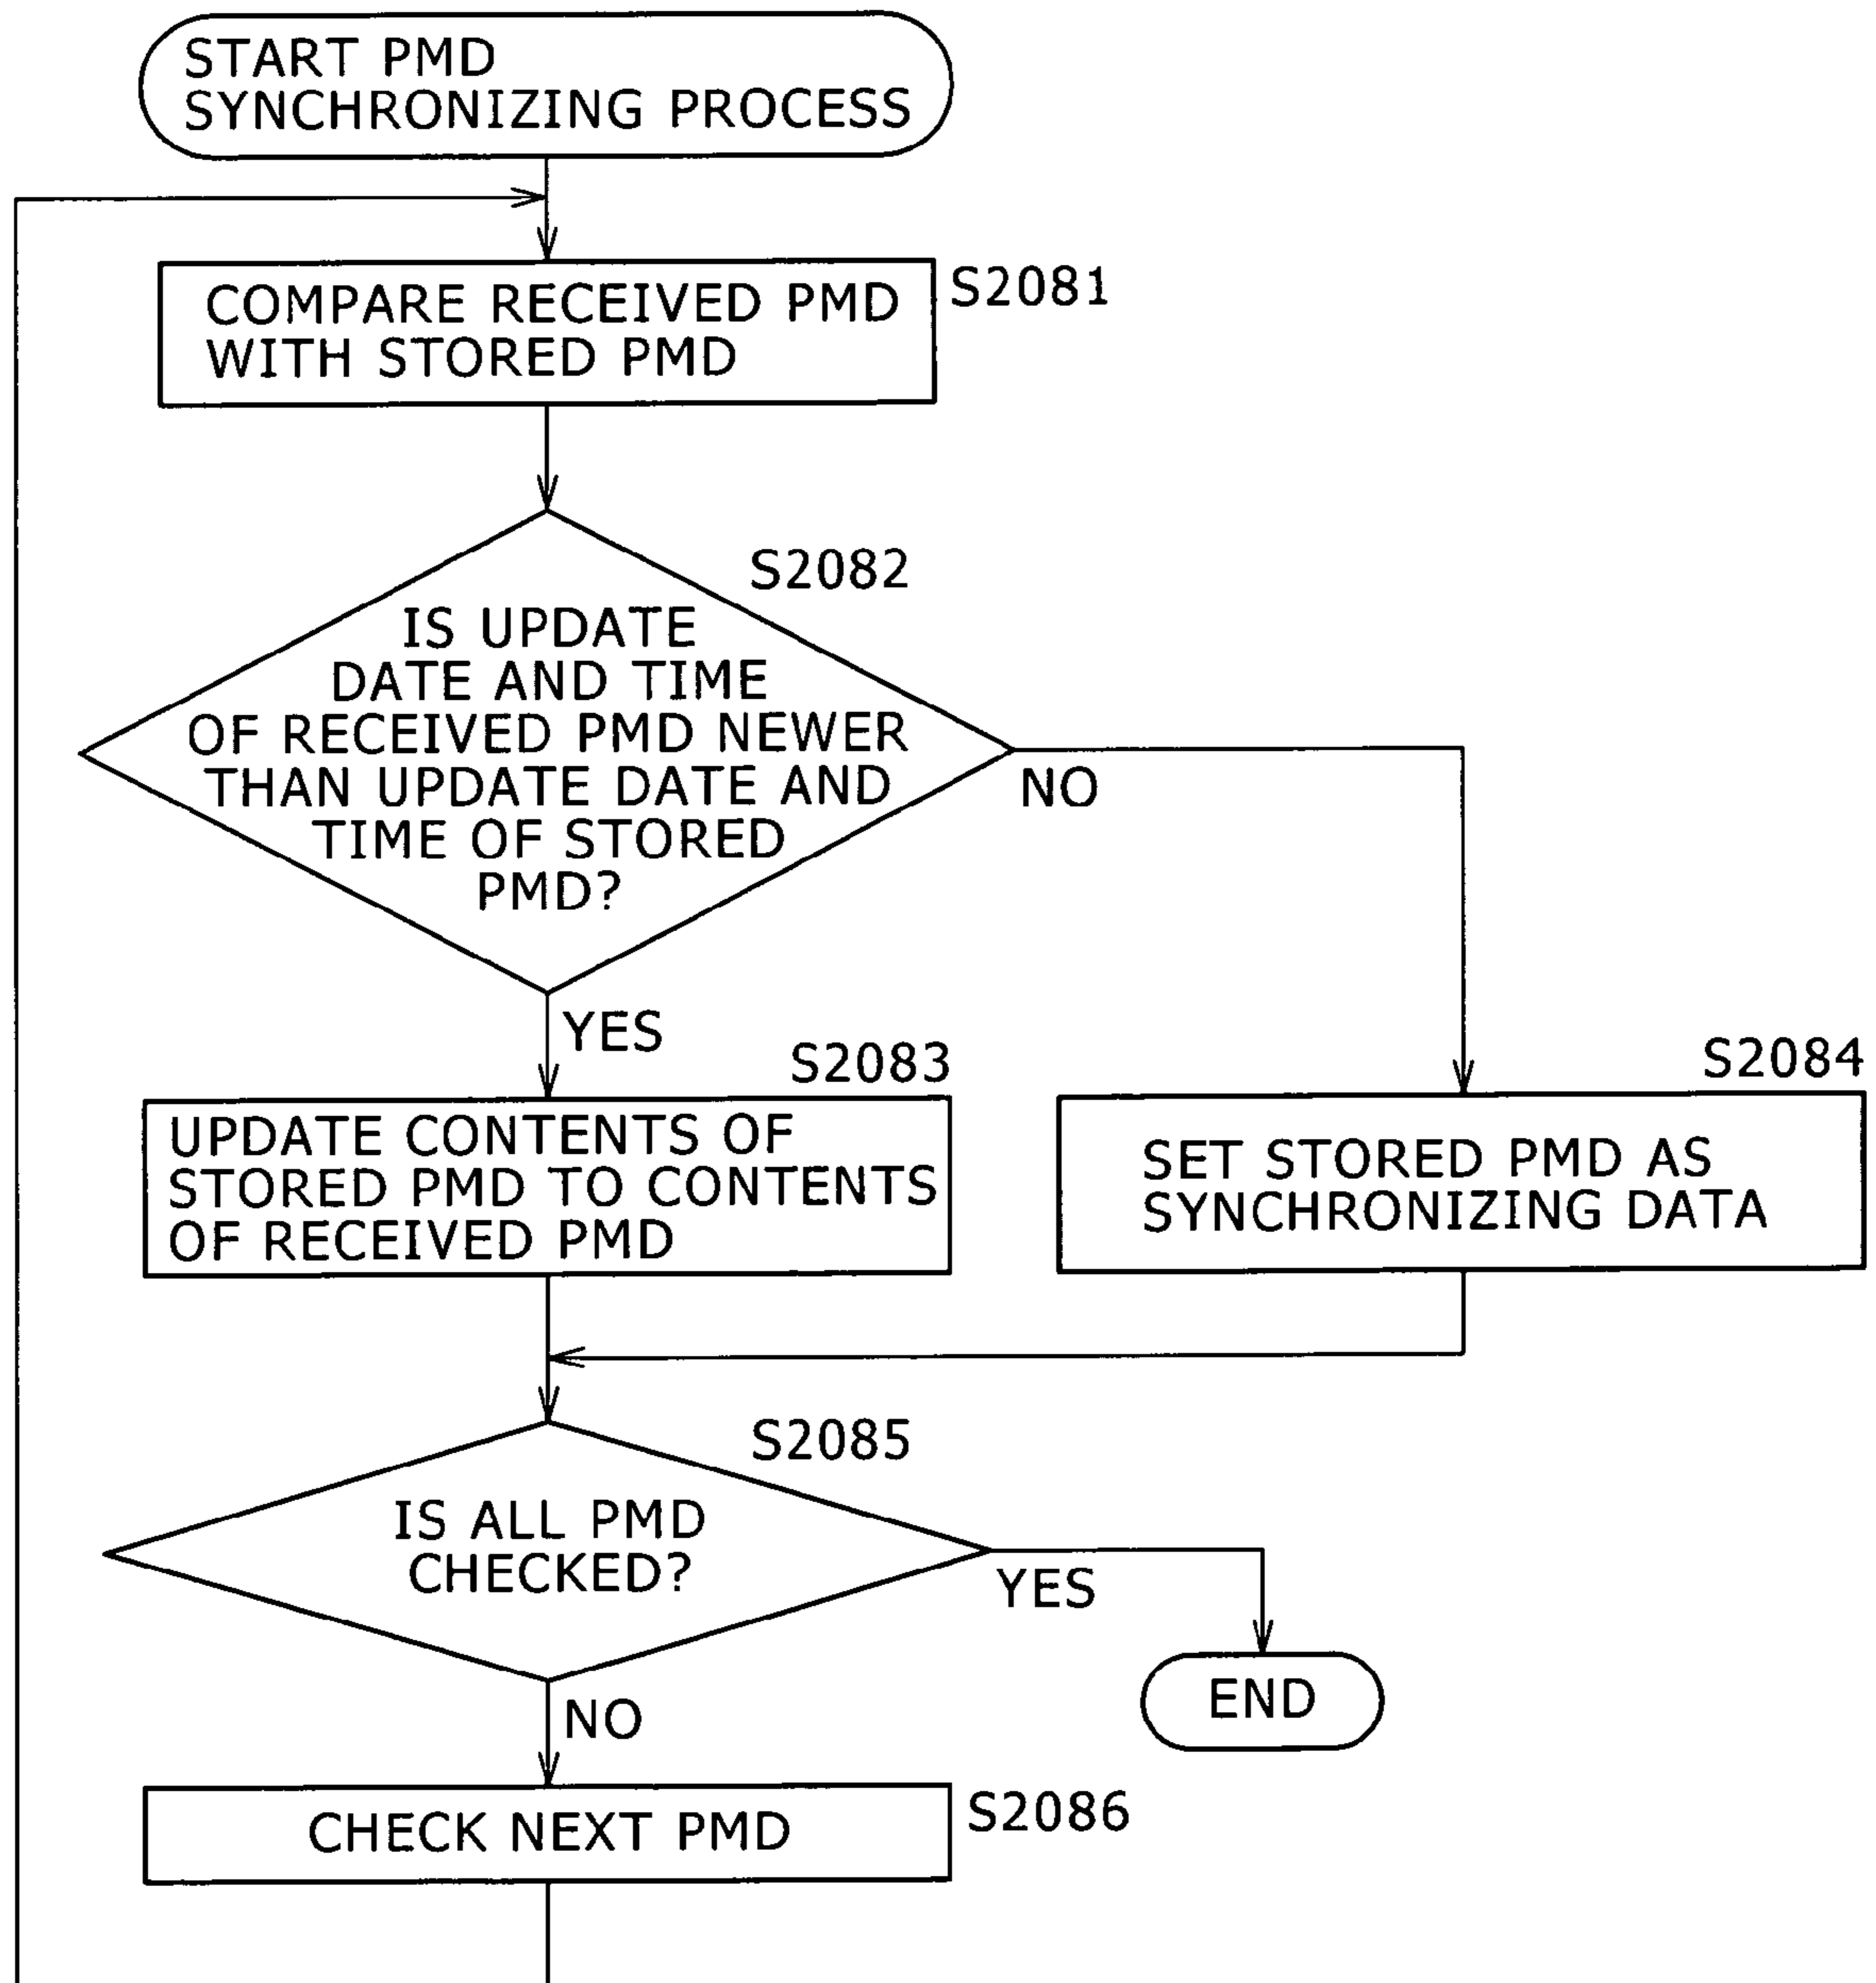 START PMD
SYNCHRONIZING PROCESS
COMPARE RECEIVED PMD
WITH STORED PMD
S2081
S2082
IS UPDATE
DATE AND TIME
OF RECEIVED PMD NEWER
THAN UPDATE DATE AND
TIME OF STORED
PMD?
NO
YES
S2083
UPDATE CONTENTS OF
STORED PMD TO CONTENTS
OF RECEIVED PMD
S2084
SET STORED PMD AS
SYNCHRONIZING DATA
S2085
IS ALL PMD
CHECKED?
YES
END
NO
CHECK NEXT PMD
S2086